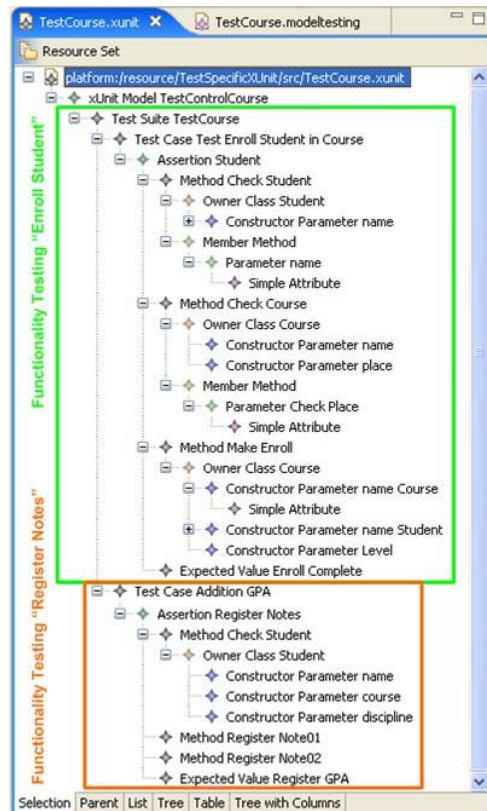 TestCourse.xunit
TestCourse.modeltesting
Resource Set
platform:/resource/TestSpecificXUnit/src/TestCourse.xunit
xUnit Model TestControlCourse
Functionality Testing “Enroll Student”
Test Suite TestCourse
Test Case Test Enroll Student in Course
Assertion Student
Method Check Student
Owner Class Student
Constructor Parameter name
Member Method
Parameter name
Simple Attribute
Method Check Course
Owner Class Course
Constructor Parameter name
Constructor Parameter place
Member Method
Parameter Check Place
Simple Attribute
Method Make Enroll
Owner Class Course
Constructor Parameter name Course
Simple Attribute
Constructor Parameter name Student
Constructor Parameter Level
Expected Value Enroll Complete
Functionality Testing “Register Notes”
Test Case Addition GPA
Assertion Register Notes
Method Check Student
Owner Class Student
Constructor Parameter name
Constructor Parameter course
Constructor Parameter discipline
Method Register Note01
Method Register Note02
Expected Value Register GPA
Selection Parent List Tree Table Tree with Columns